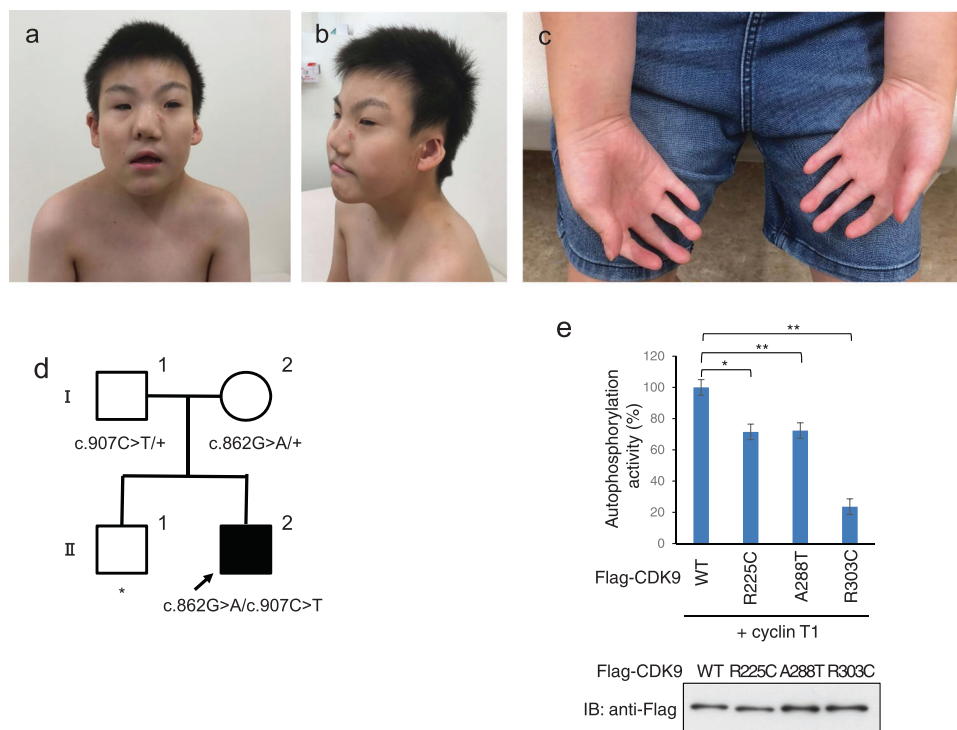 a
b
c
d
1
2
I
c.907C>T/+
c.862G>A/+
1
2
II
*
c.862G>A/c.907C>T
e
**
**
*
120
100
80
60
40
20
0
Autophosphorylation
activity (%)
Flag-CDK9
WT
R225C
A288T
R303C
+ cyclin T1
Flag-CDK9 WT R225C A288T R303C
IB: anti-Flag